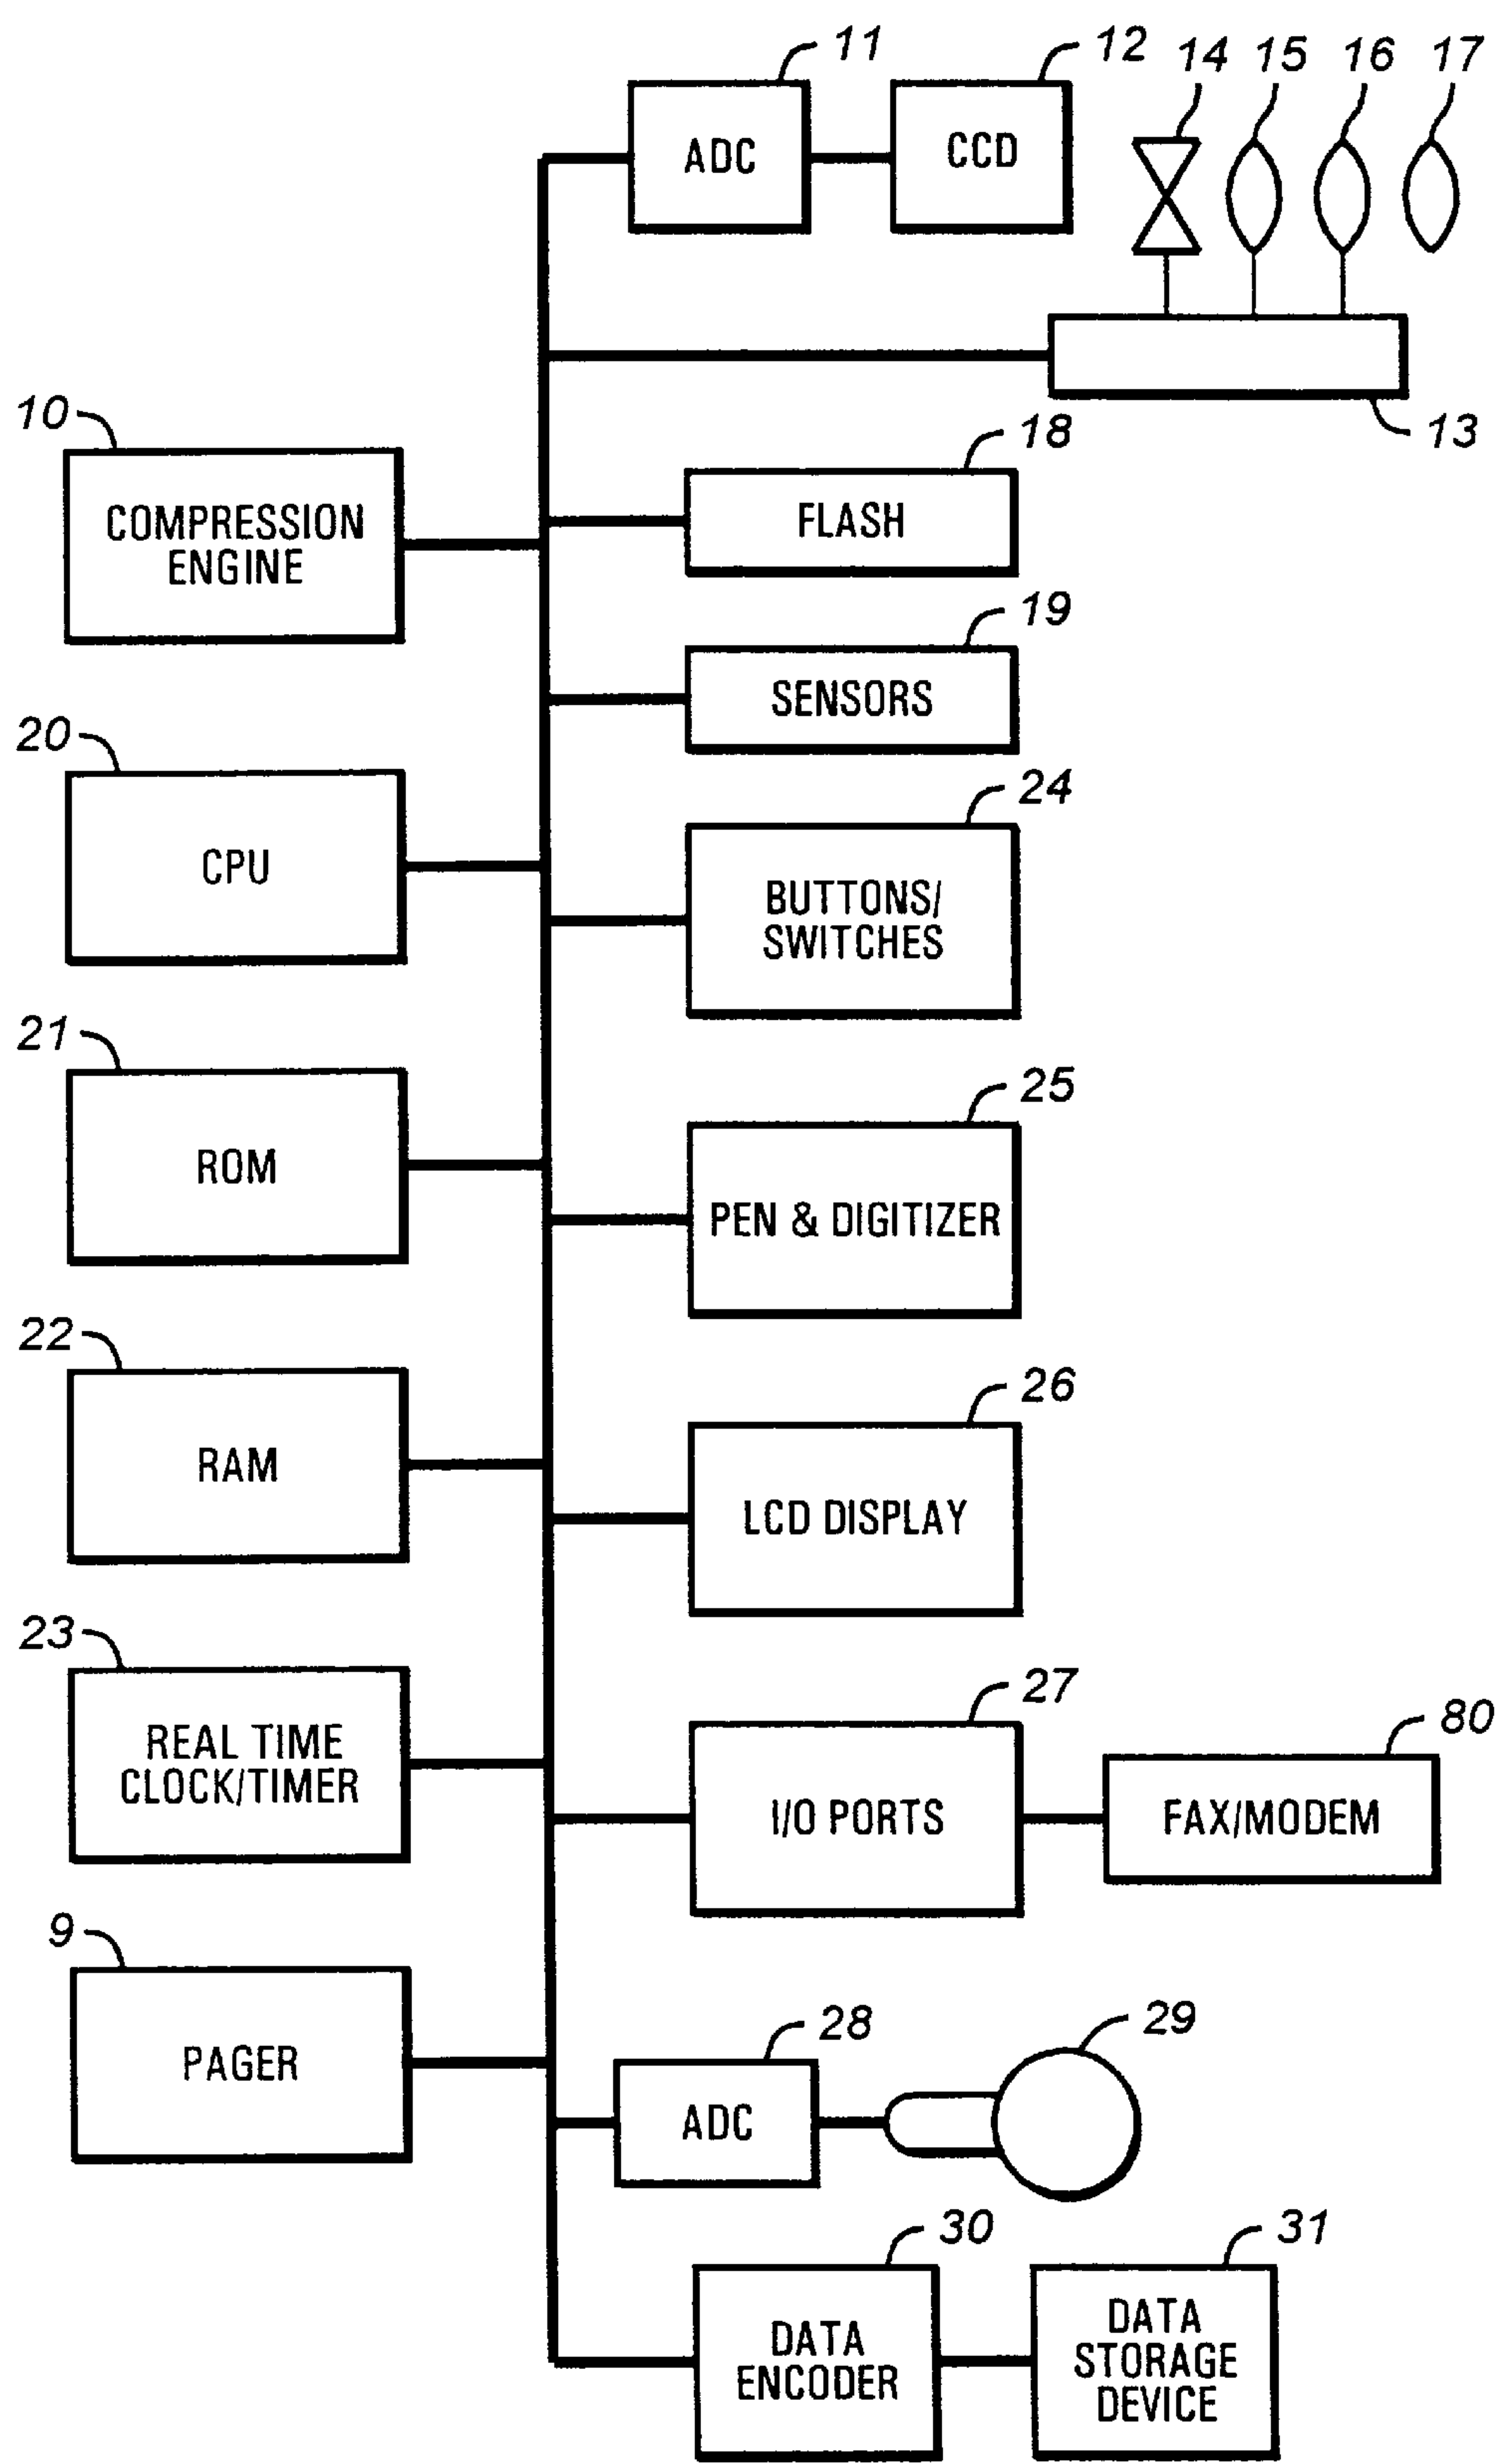 11
12
14 15 16 17
ADC
CCD
13
10
COMPRESSION
ENGINE
18
FLASH
19
SENSORS
20
CPU
24
BUTTONS/
SWITCHES
21
ROM
25
PEN & DIGITIZER
22
RAM
26
LCD DISPLAY
23
REAL TIME
CLOCK/TIMER
27
I/O PORTS
80
FAX/MODEM
9
PAGER
28
ADC
29
30
DATA
ENCODER
31
DATA
STORAGE
DEVICE